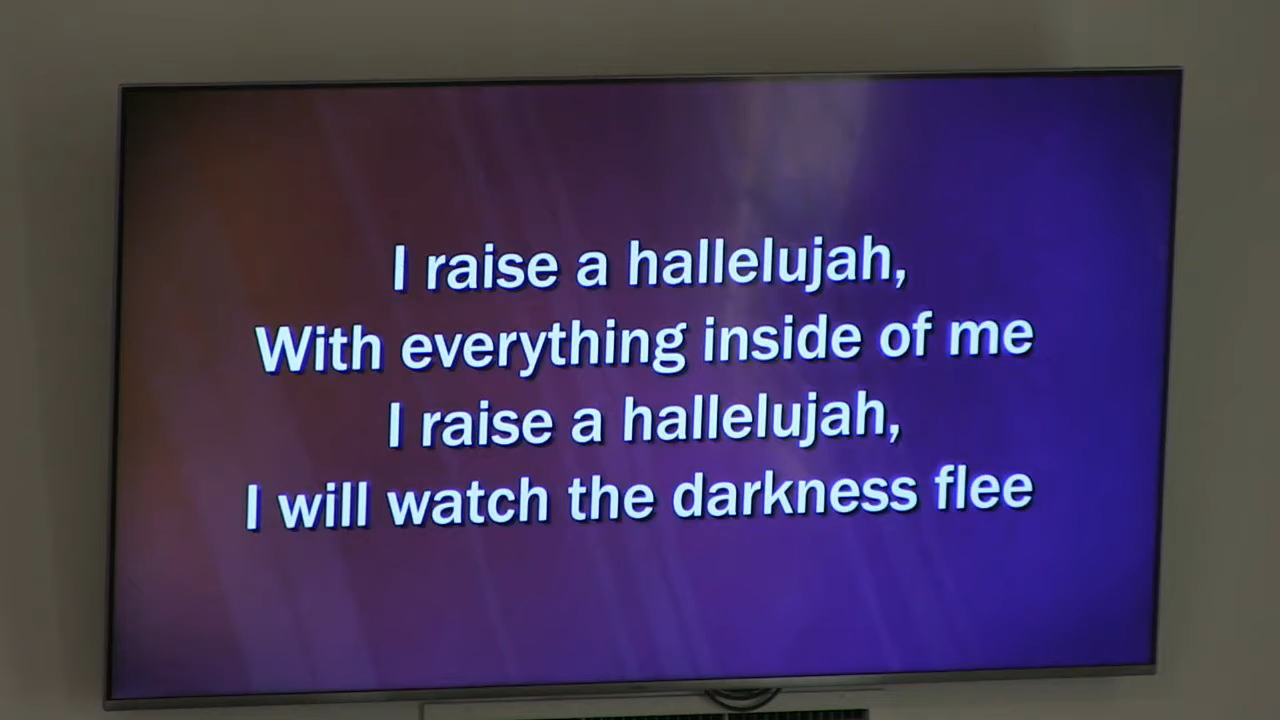 I raise a hallelujah,
With everything inside of me
I raise a hallelujah,
I will watch the darkness flee